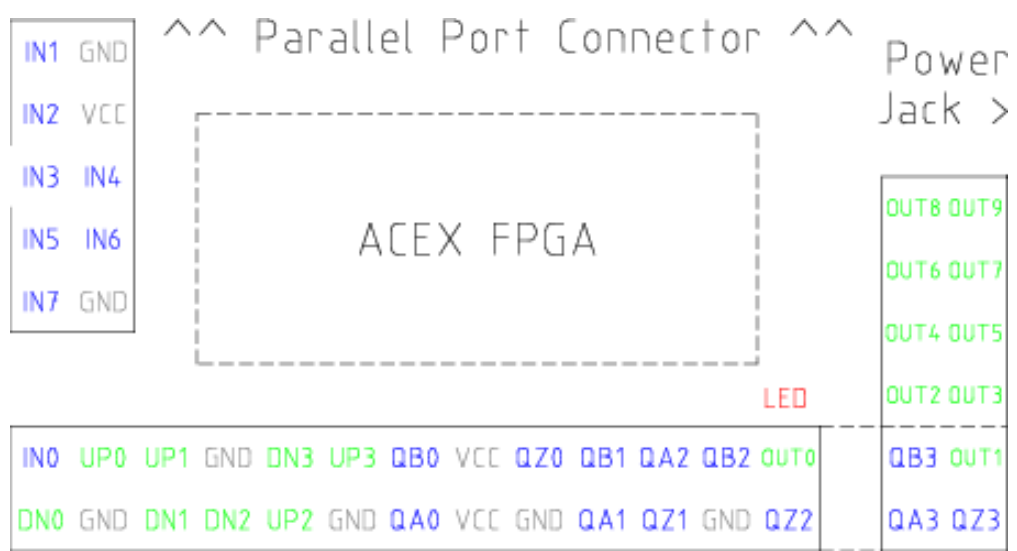 ^^ Parallel Port Connector ^^
Power
Jack >
IN1 GND
IN2 VCC
IN3 IN4
IN5 IN6
IN7 GND
ACEX FPGA
OUT8 OUT9
OUT6 OUT7
OUT4 OUT5
OUT2 OUT3
LED
IN0 UP0 UP1 GND DN3 UP3 QB0 VCC QZ0 QB1 QA2 QB2 OUT0 QB3 OUT1
DN0 GND DN1 DN2 UP2 GND QA0 VCC GND QA1 QZ1 GND QZ2 QA3 QZ3